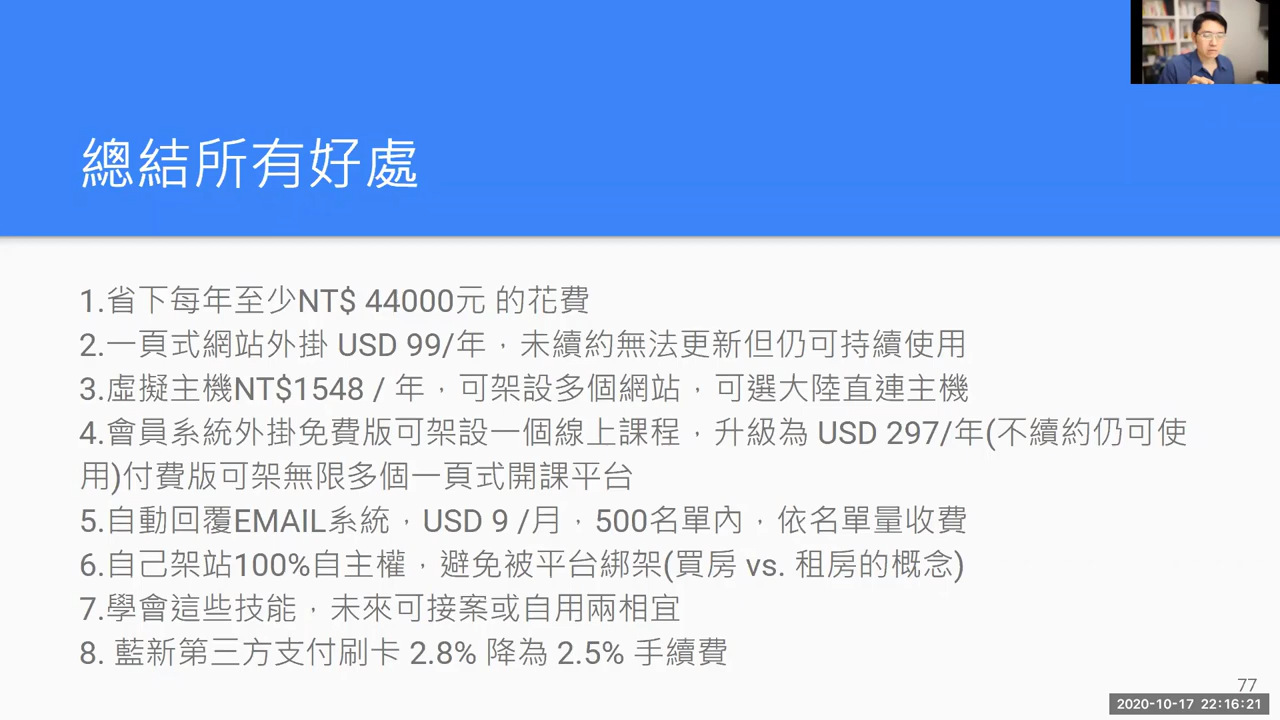 總結所有好處
1.省下每年至少NT$ 44000元 的花費
2.一頁式網站外掛 USD 99/年，未續約無法更新但仍可持續使用
3.虛擬主機NT$1548 / 年，可架設多個網站，可選大陸直連主機
4.會員系統外掛免費版可架設一個線上課程，升級為 USD 297/年(不續約仍可使
用)付費版可架無限多個一頁式開課平台
5.自動回覆EMAIL系統，USD 9 /月，500名單內，依名單量收費
6.自己架站100%自主權，避免被平台綁架(買房 vs. 租房的概念)
7.學會這些技能，未來可接案或自用兩相宜
8. 藍新第三方支付刷卡 2.8% 降為 2.5% 手續費
77
2020-10-17 22:16:21